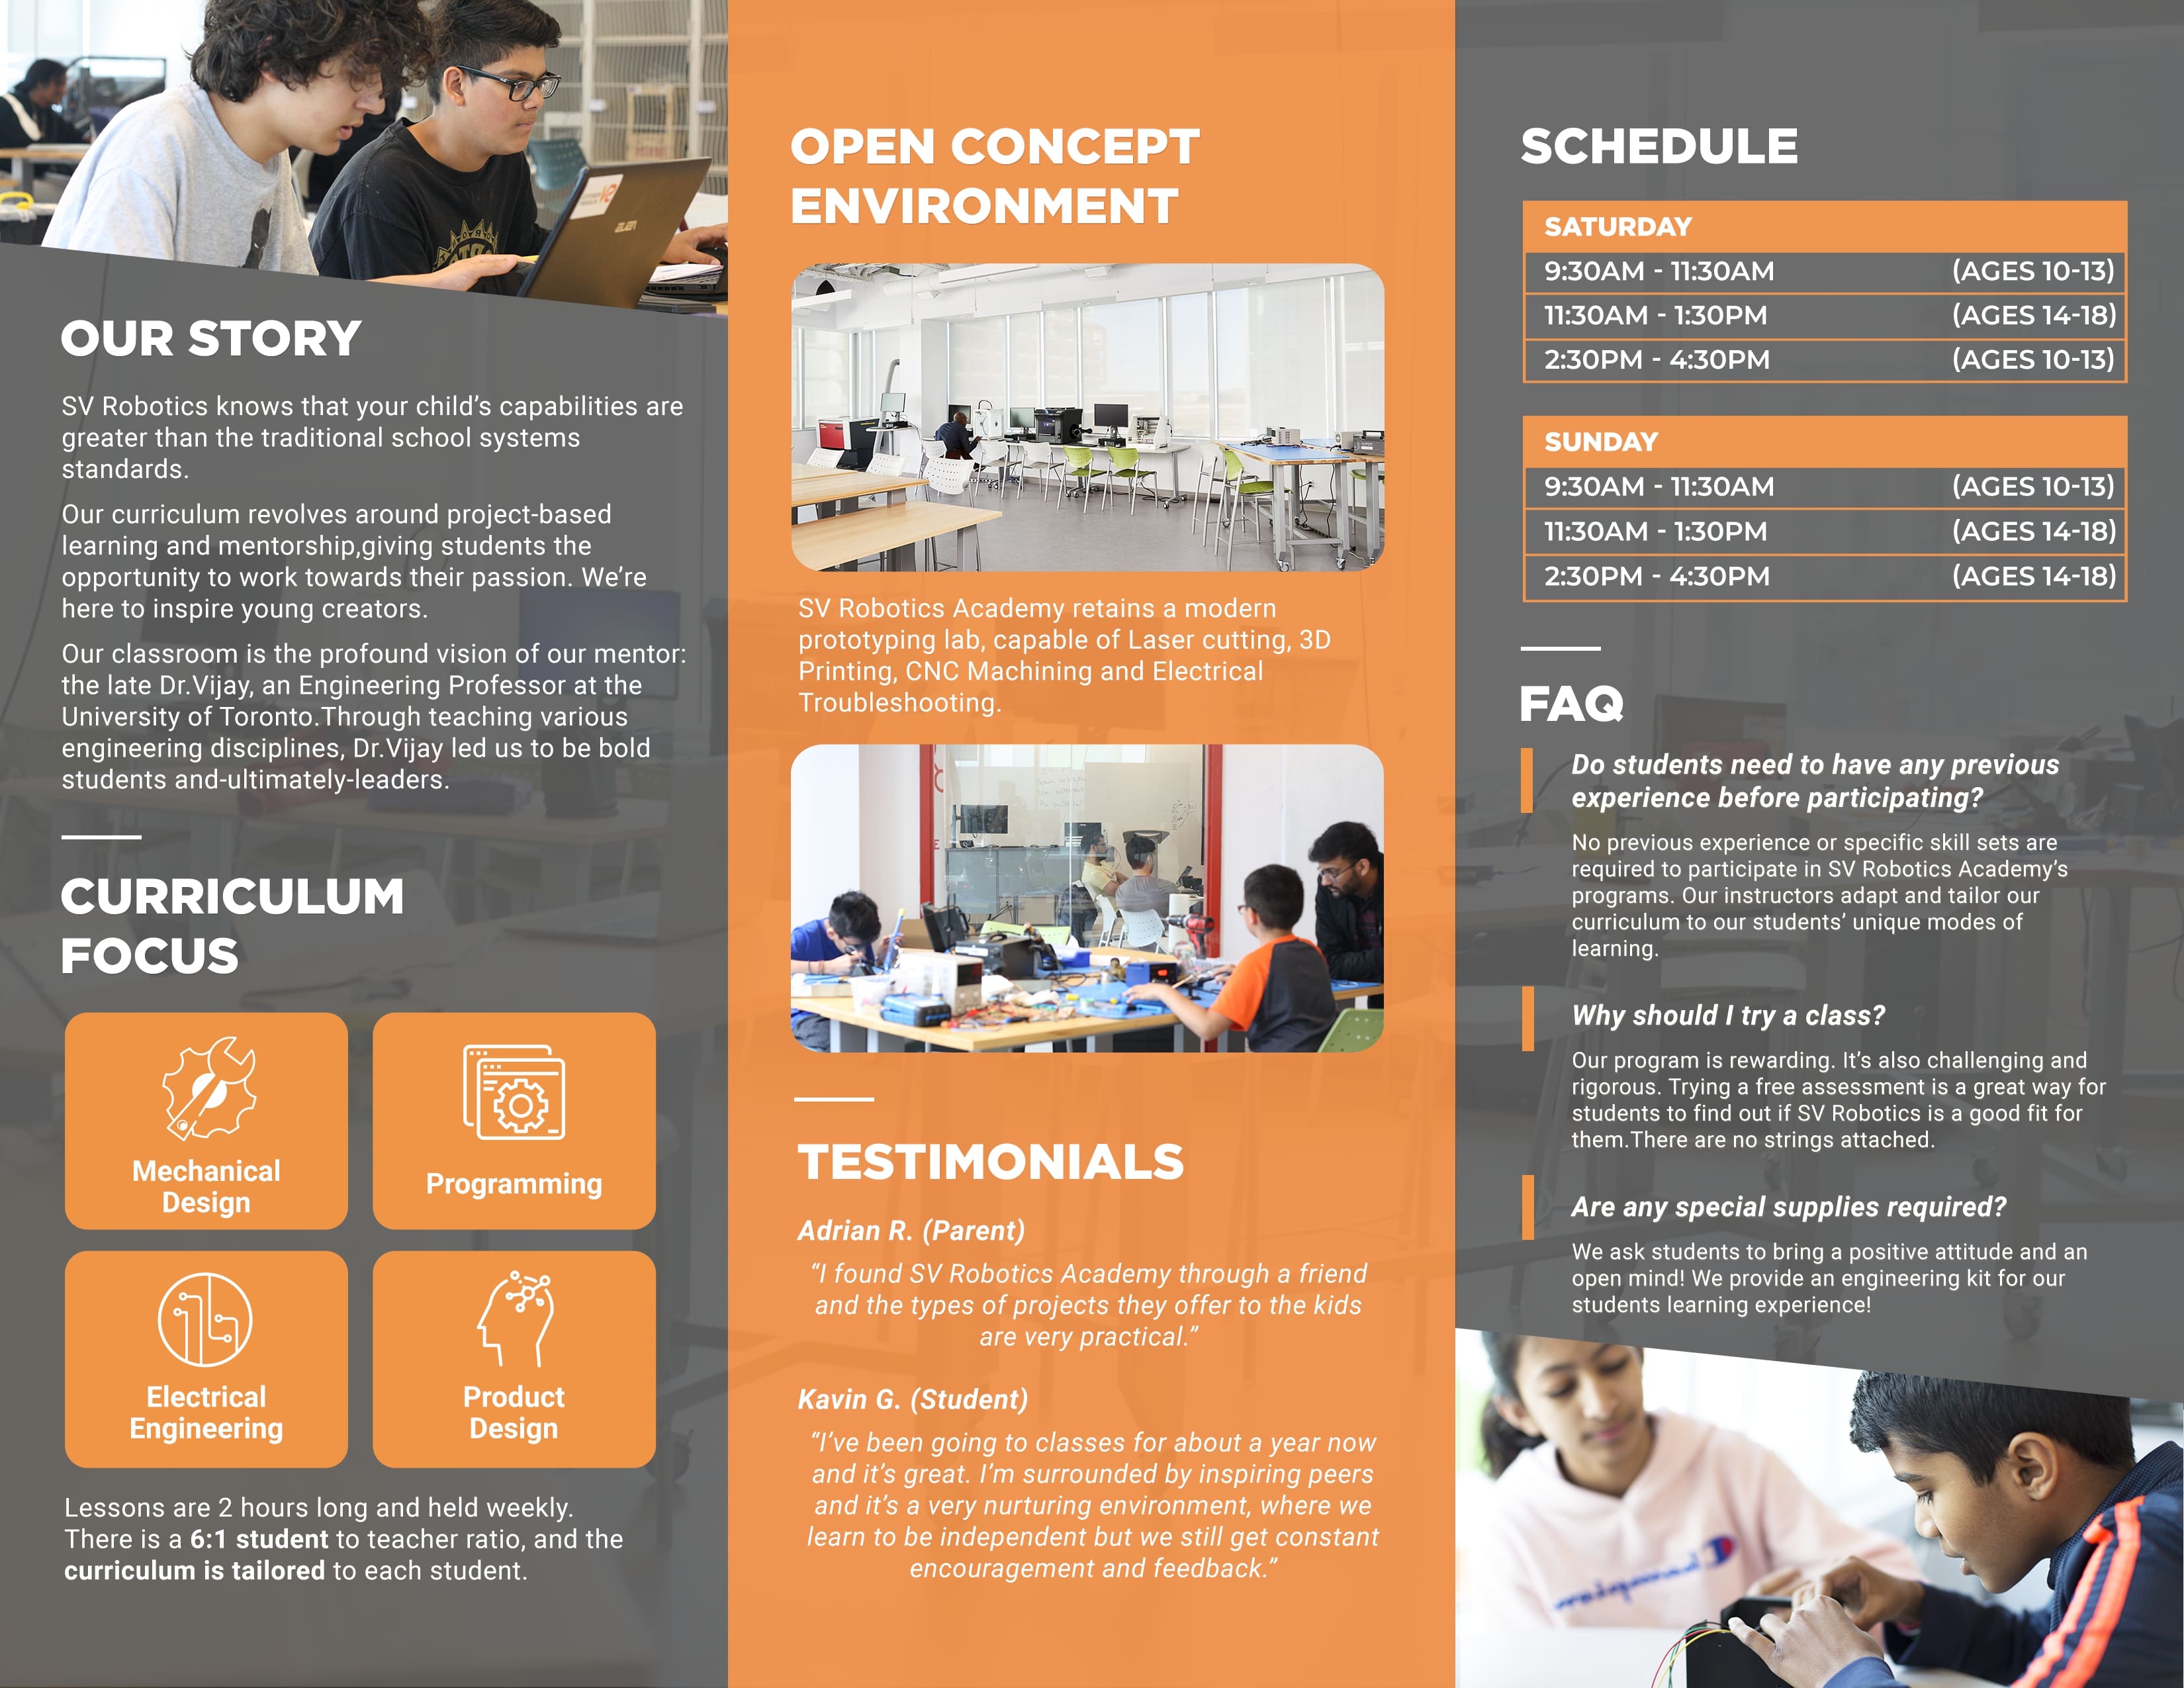 OUR STORY
SV Robotics knows that your child’s capabilities are
greater than the traditional school systems
standards.
Our curriculum revolves around project-based
learning and mentorship,giving students the
opportunity to work towards their passion. We’re
here to inspire young creators.
Our classroom is the profound vision of our mentor:
the late Dr.Vijay, an Engineering Professor at the
University of Toronto.Through teaching various
engineering disciplines, Dr.Vijay led us to be bold
students and-ultimately-leaders.
CURRICULUM
FOCUS
Mechanical
Design
Programming
Electrical
Engineering
Product
Design
Lessons are 2 hours long and held weekly.
There is a 6:1 student to teacher ratio, and the
curriculum is tailored to each student.
OPEN CONCEPT
ENVIRONMENT
SV Robotics Academy retains a modern
prototyping lab, capable of Laser cutting, 3D
Printing, CNC Machining and Electrical
Troubleshooting.
TESTIMONIALS
Adrian R. (Parent)
“I found SV Robotics Academy through a friend
and the types of projects they offer to the kids
are very practical.”
Kavin G. (Student)
“I’ve been going to classes for about a year now
and it’s great. I’m surrounded by inspiring peers
and it’s a very nurturing environment, where we
learn to be independent but we still get constant
encouragement and feedback.”
SCHEDULE
SATURDAY
9:30AM - 11:30AM (AGES 10-13)
11:30AM - 1:30PM (AGES 14-18)
2:30PM - 4:30PM (AGES 10-13)
SUNDAY
9:30AM - 11:30AM (AGES 10-13)
11:30AM - 1:30PM (AGES 14-18)
2:30PM - 4:30PM (AGES 14-18)
FAQ
Do students need to have any previous
experience before participating?
No previous experience or specific skill sets are
required to participate in SV Robotics Academy’s
programs. Our instructors adapt and tailor our
curriculum to our students’ unique modes of
learning.
Why should I try a class?
Our program is rewarding. It’s also challenging and
rigorous. Trying a free assessment is a great way for
students to find out if SV Robotics is a good fit for
them.There are no strings attached.
Are any special supplies required?
We ask students to bring a positive attitude and an
open mind! We provide an engineering kit for our
students learning experience!